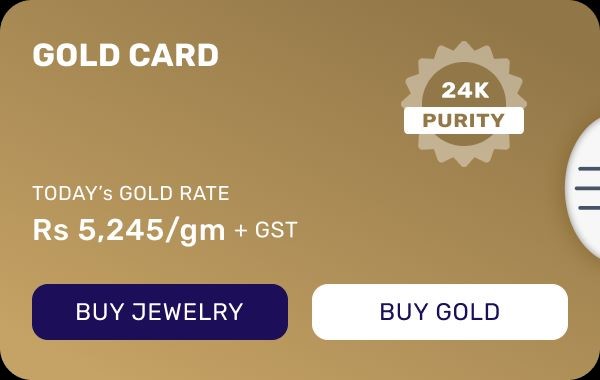 GOLD CARD
24K
PURITY
TODAY's GOLD RATE
Rs 5,245/gm + GST
BUY JEWELRY
BUY GOLD